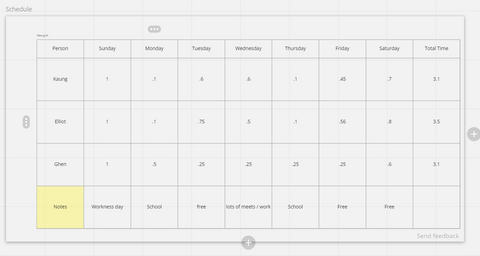 Schedule
Person Sunday Monday Tuesday Wednesday Thursday Friday Saturday Total Time
Kaung 1 .1 .6 .6 .1 .45 .7 3.1
Elliot 1 .1 .75 .5 .1 .56 .8 3.5
Ghen 1 .5 .25 .25 .25 .25 .6 3.1
Notes Workness day School free lots of meets / work School Free Free
Send feedback